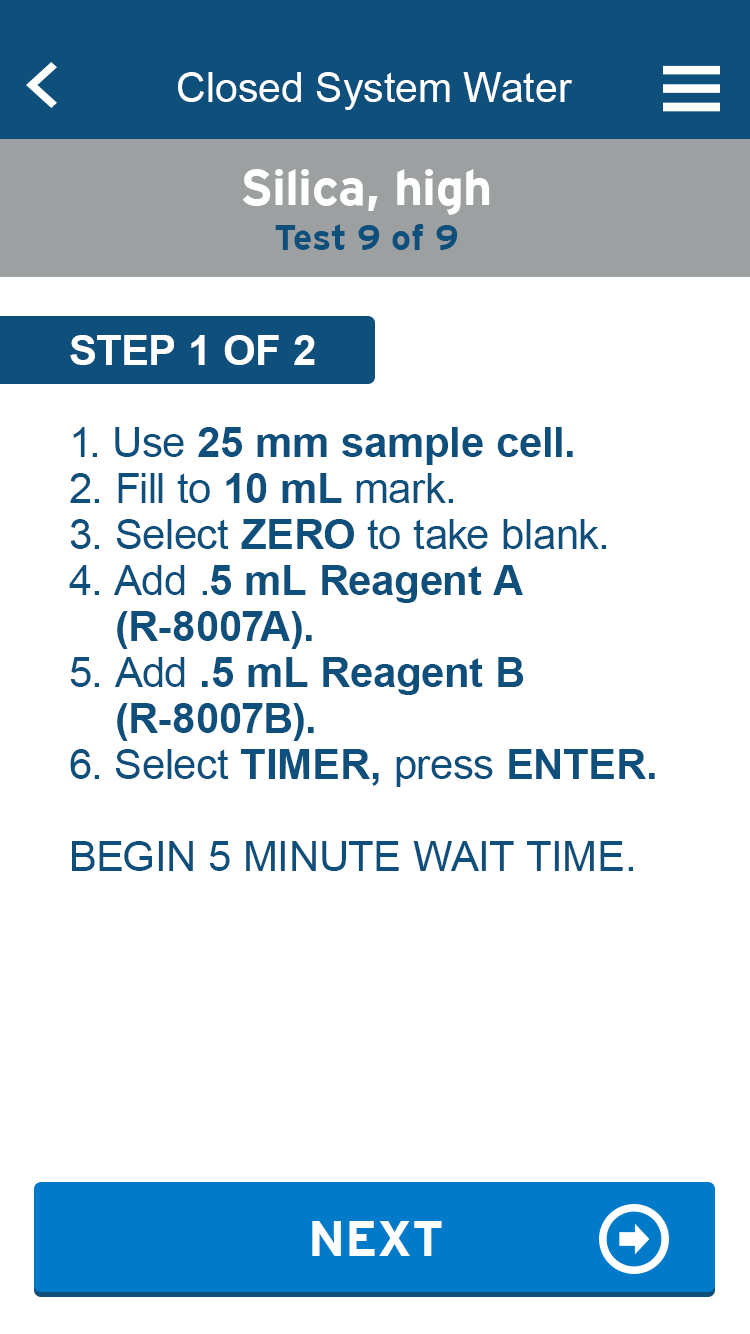 Closed System Water
Silica, high
Test 9 of 9
STEP 1 OF 2
1. Use 25 mm sample cell.
2. Fill to 10 mL mark.
3. Select ZERO to take blank.
4. Add .5 mL Reagent A
(R-8007A).
5. Add .5 mL Reagent B
(R-8007B).
6. Select TIMER, press ENTER.
BEGIN 5 MINUTE WAIT TIME.
NEXT